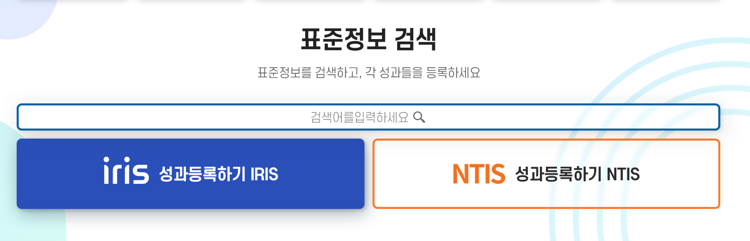 표준정보 검색
표준정보를 검색하고, 각 성과들을 등록하세요
검색어를입력하세요
iris 성과등록하기 IRIS
NTIS 성과등록하기 NTIS